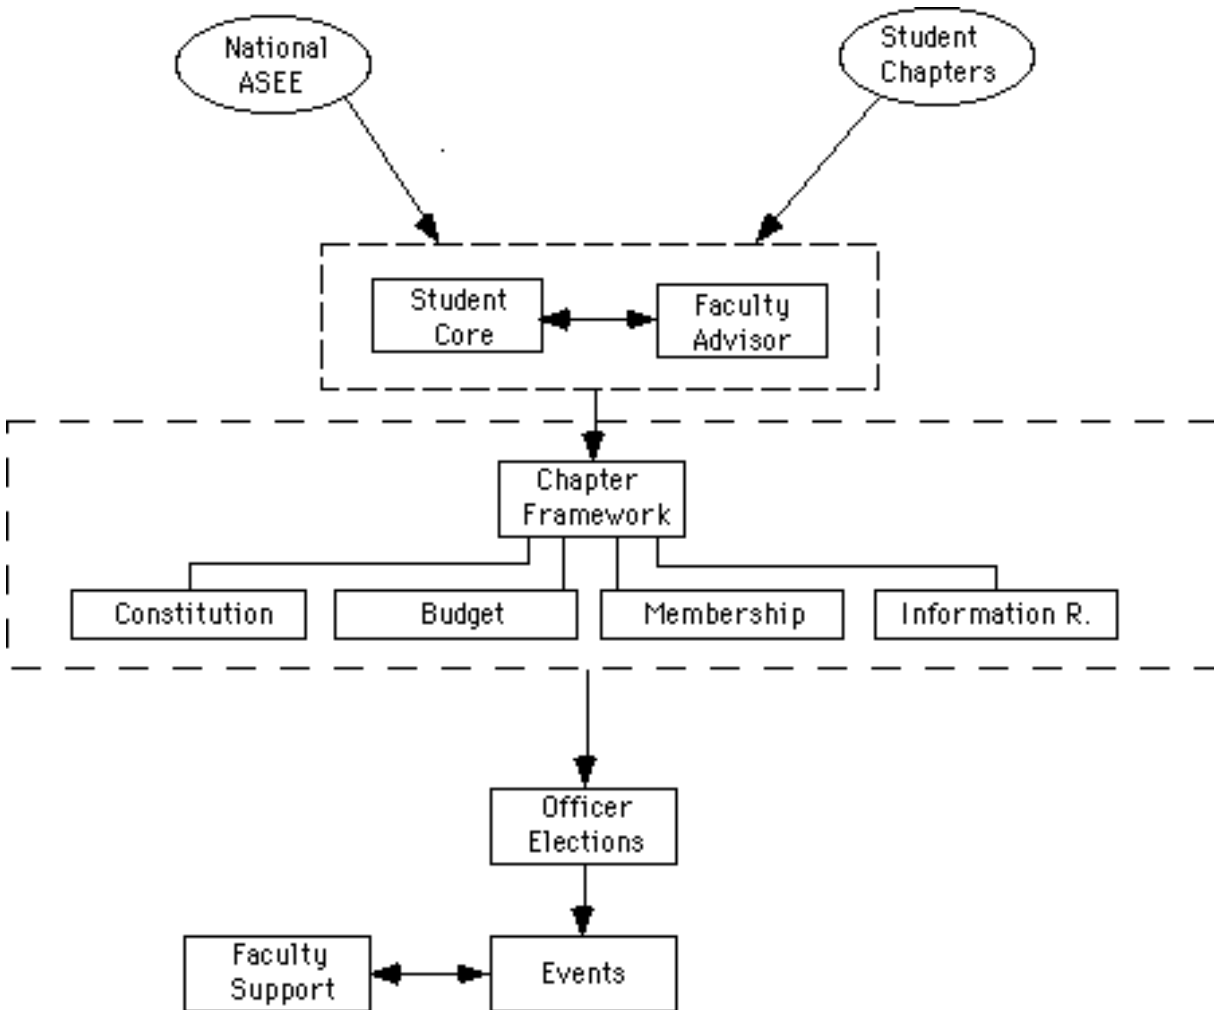 National
ASEE
Student
Chapters
Student
Core
Faculty
Advisor
Chapter
Framework
Constitution
Budget
Membership
Information R.
Officer
Elections
Faculty
Support
Events